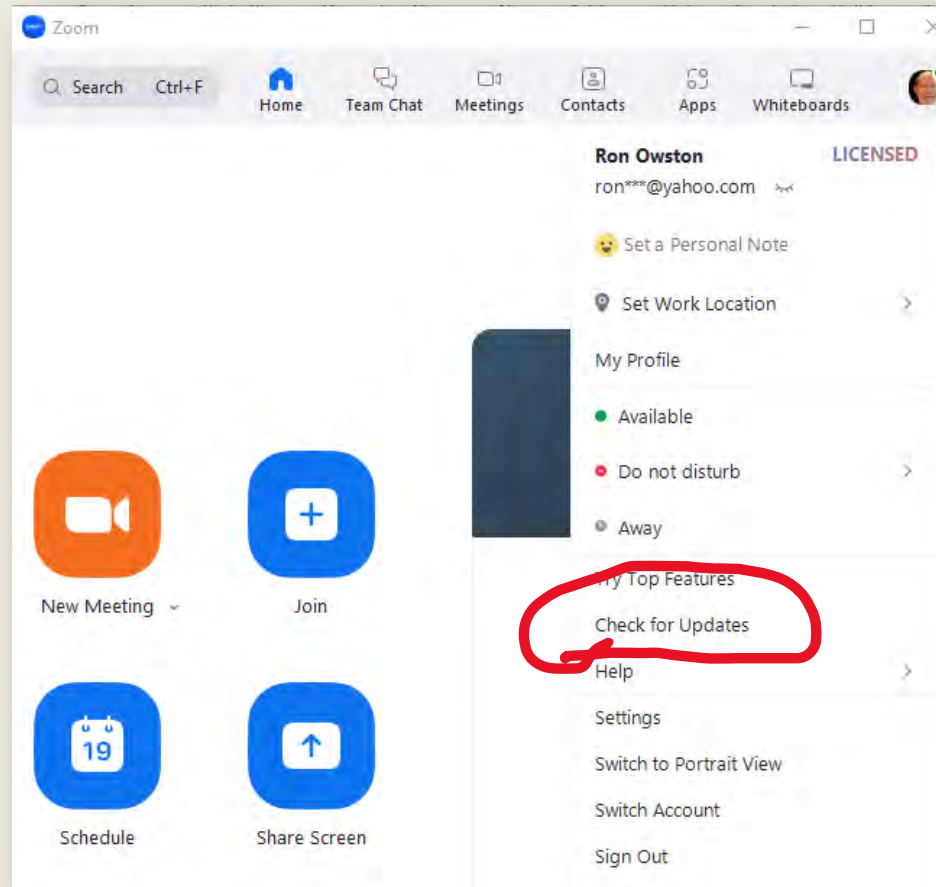 Zoom
Search Ctrl+F
Home Team Chat Meetings Contacts Apps Whiteboards
Ron Owston LICENSED
ron***@yahoo.com
Set a Personal Note
Set Work Location
My Profile
Available
Do not disturb
Away
Try Top Features
Check for Updates
Help
Settings
Switch to Portrait View
Switch Account
Sign Out
New Meeting Join
19
Schedule Share Screen